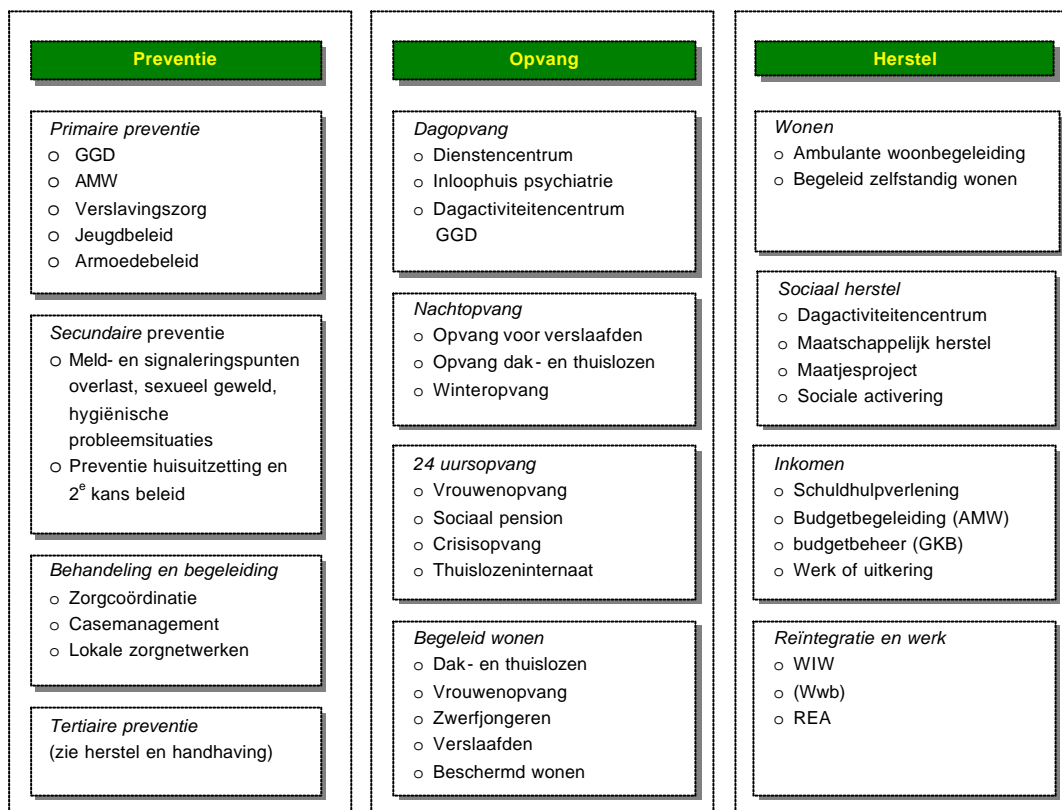 Preventie
Primaire preventie
o GGD
o AMW
o Verslavingszorg
o Jeugdbeleid
o Armoedebeleid
Secundaire preventie
o Meld- en signaleringspunten
overlast, sexueel geweld,
hygiënische
probleemsituaties
o Preventie huisuitzetting en
2e kans beleid
Behandeling en begeleiding
o Zorgcoördinatie
o Casemanagement
o Lokale zorgnetwerken
Tertiaire preventie
(zie herstel en handhaving)
Opvang
Dagopvang
o Dienstencentrum
o Inloophuis psychiatrie
o Dagactiviteitencentrum
GGD
Nachtopvang
o Opvang voor verslaafden
o Opvang dak- en thuislozen
o Winteropvang
24 uursopvang
o Vrouwenopvang
o Sociaal pension
o Crisisopvang
o Thuislozeninternaat
Begeleid wonen
o Dak- en thuislozen
o Vrouwenopvang
o Zwerfjongeren
o Verslaafden
o Beschermd wonen
Herstel
Wonen
o Ambulante woonbegeleiding
o Begeleid zelfstandig wonen
Sociaal herstel
o Dagactiviteitencentrum
o Maatschappelijk herstel
o Maatjesproject
o Sociale activering
Inkomen
o Schuldhulpverlening
o Budgetbegeleiding (AMW)
o budgetbeheer (GKB)
o Werk of uitkering
Reïntegratie en werk
o WIW
o (Wwb)
o REA